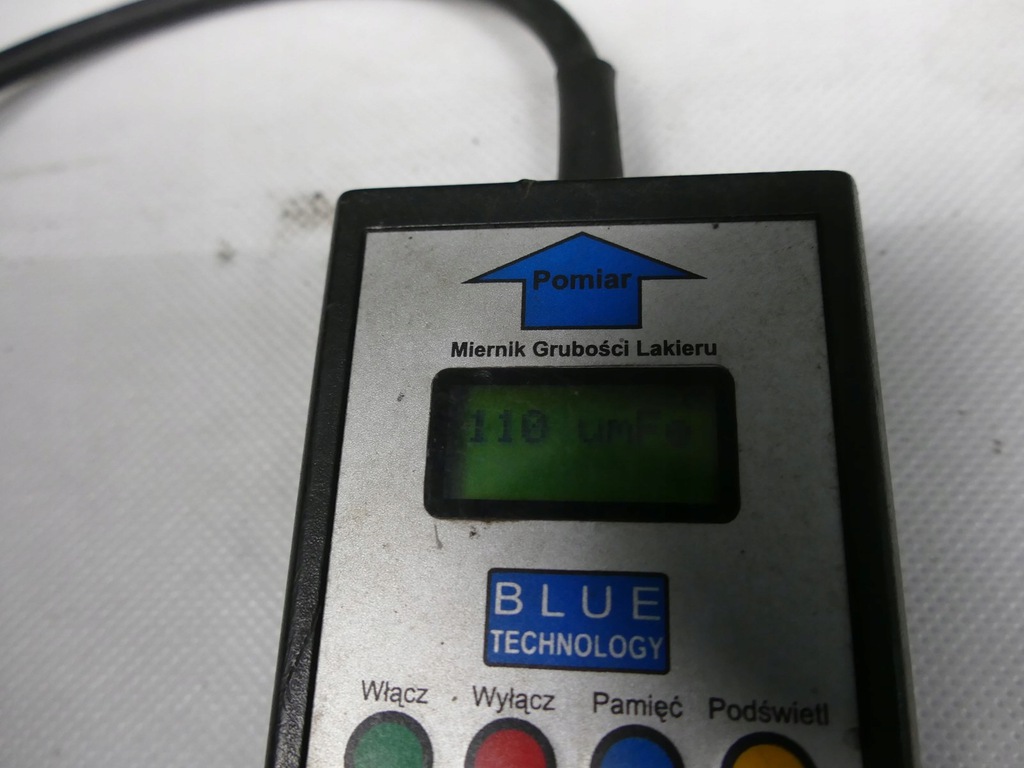 Pomiar
Miernik Grubości Lakieru
110 umFe
BLUE
TECHNOLOGY
Włącz Wyłącz Pamięć Podświetl